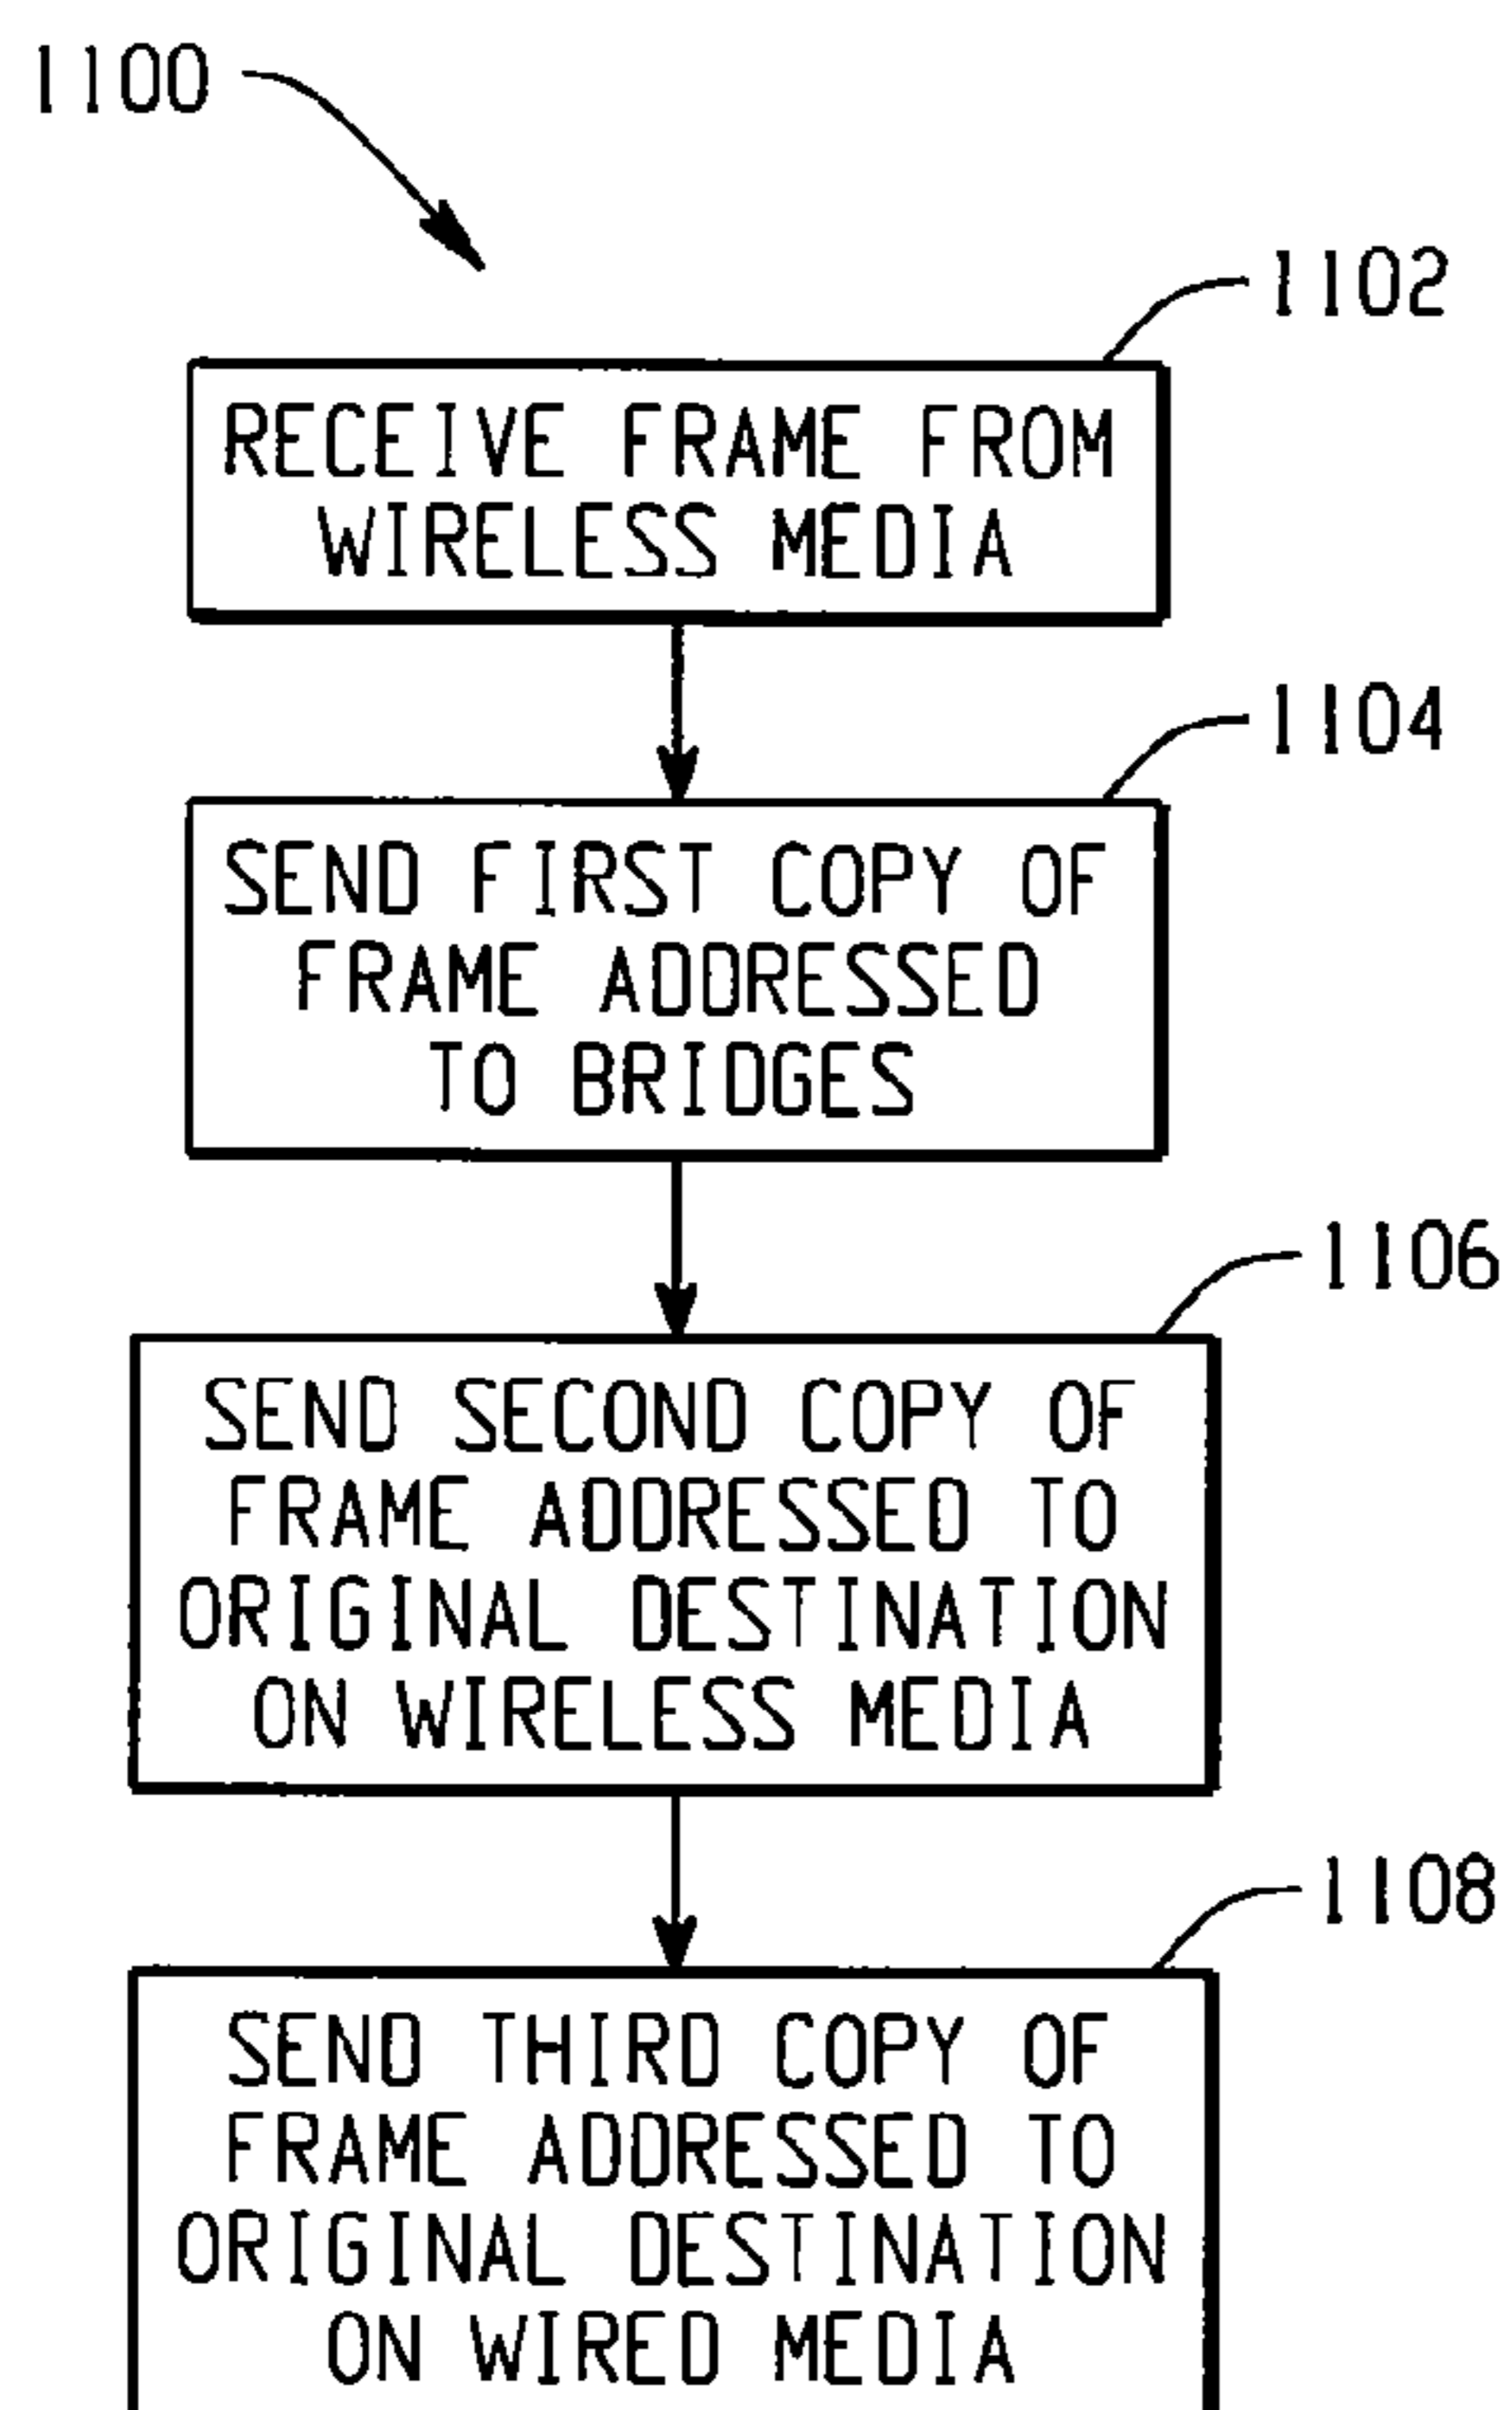 1100
1102
RECEIVE FRAME FROM
WIRELESS MEDIA
1104
SEND FIRST COPY OF
FRAME ADDRESSED
TO BRIDGES
1106
SEND SECOND COPY OF
FRAME ADDRESSED TO
ORIGINAL DESTINATION
ON WIRELESS MEDIA
1108
SEND THIRD COPY OF
FRAME ADDRESSED TO
ORIGINAL DESTINATION
ON WIRED MEDIA